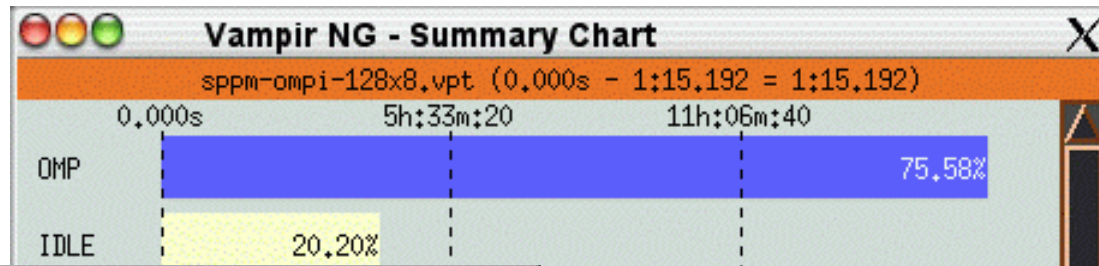 Vampir NG - Summary Chart
sppm-ompi-128x8.vpt (0.000s - 1:15.192 = 1:15.192)
0.000s 5h:33m:20 11h:06m:40
OMP 75.58%
IDLE 20.20%